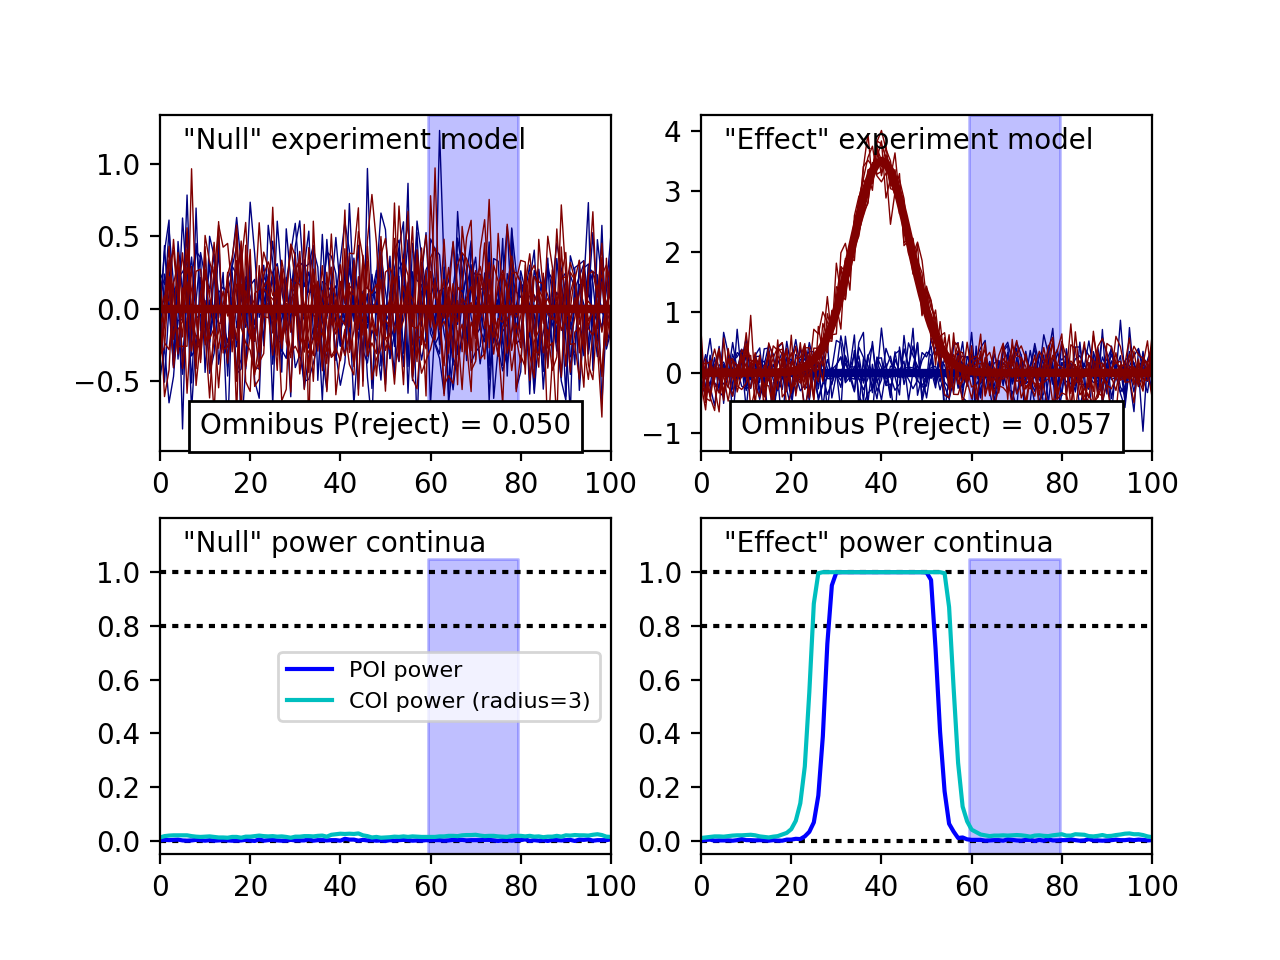 "Null" experiment model
1.0
0.5
0.0
−0.5
Omnibus P(reject) = 0.050
0 20 40 60 80 100
"Effect" experiment model
4
3
2
1
0
−1
Omnibus P(reject) = 0.057
0 20 40 60 80 100
"Null" power continua
1.0
0.8
0.6
0.4
0.2
0.0
POI power
COI power (radius=3)
0 20 40 60 80 100
"Effect" power continua
1.0
0.8
0.6
0.4
0.2
0.0
0 20 40 60 80 100